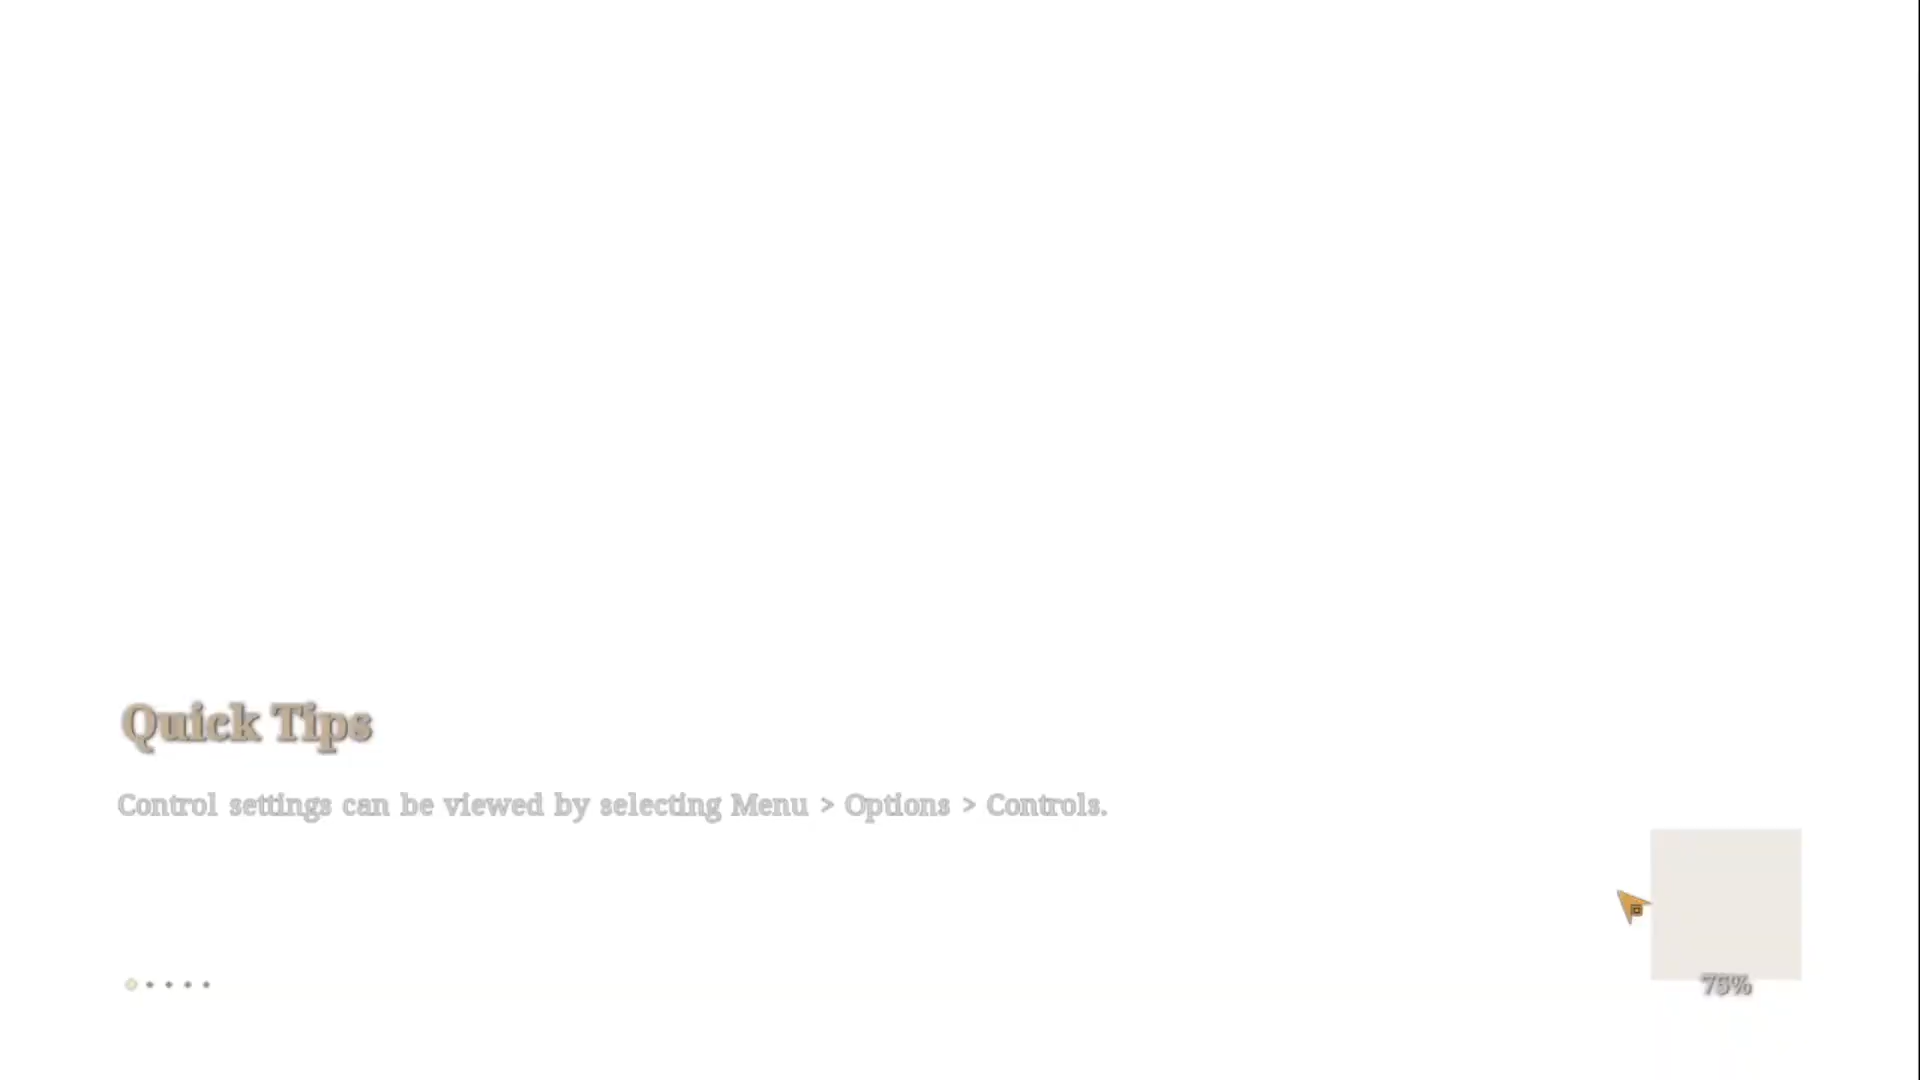 Quick Tips
Control settings can be viewed by selecting Menu > Options > Controls.
75%